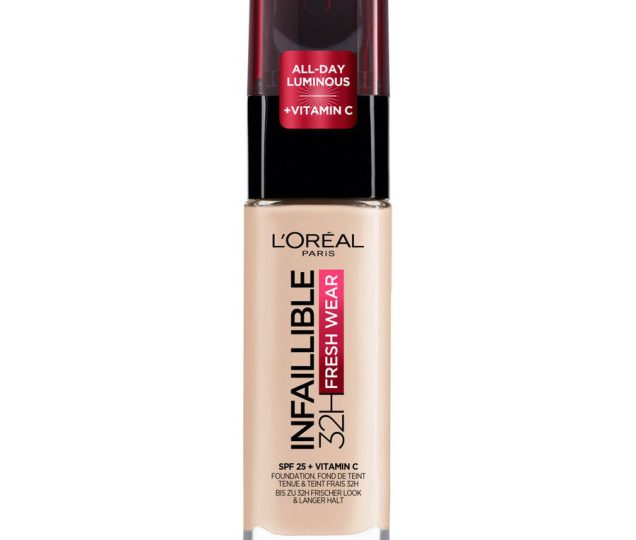 ALL-DAY
LUMINOUS
+VITAMIN C
L'ORÉAL
PARIS
INFAILLIBLE
32H FRESH WEAR
SPF 25 + VITAMIN C
FOUNDATION, FOND DE TEINT
TENUE & TEINT FRAIS 32H
BIS ZU 32H FRISCHER LOOK
& LANGER HALT